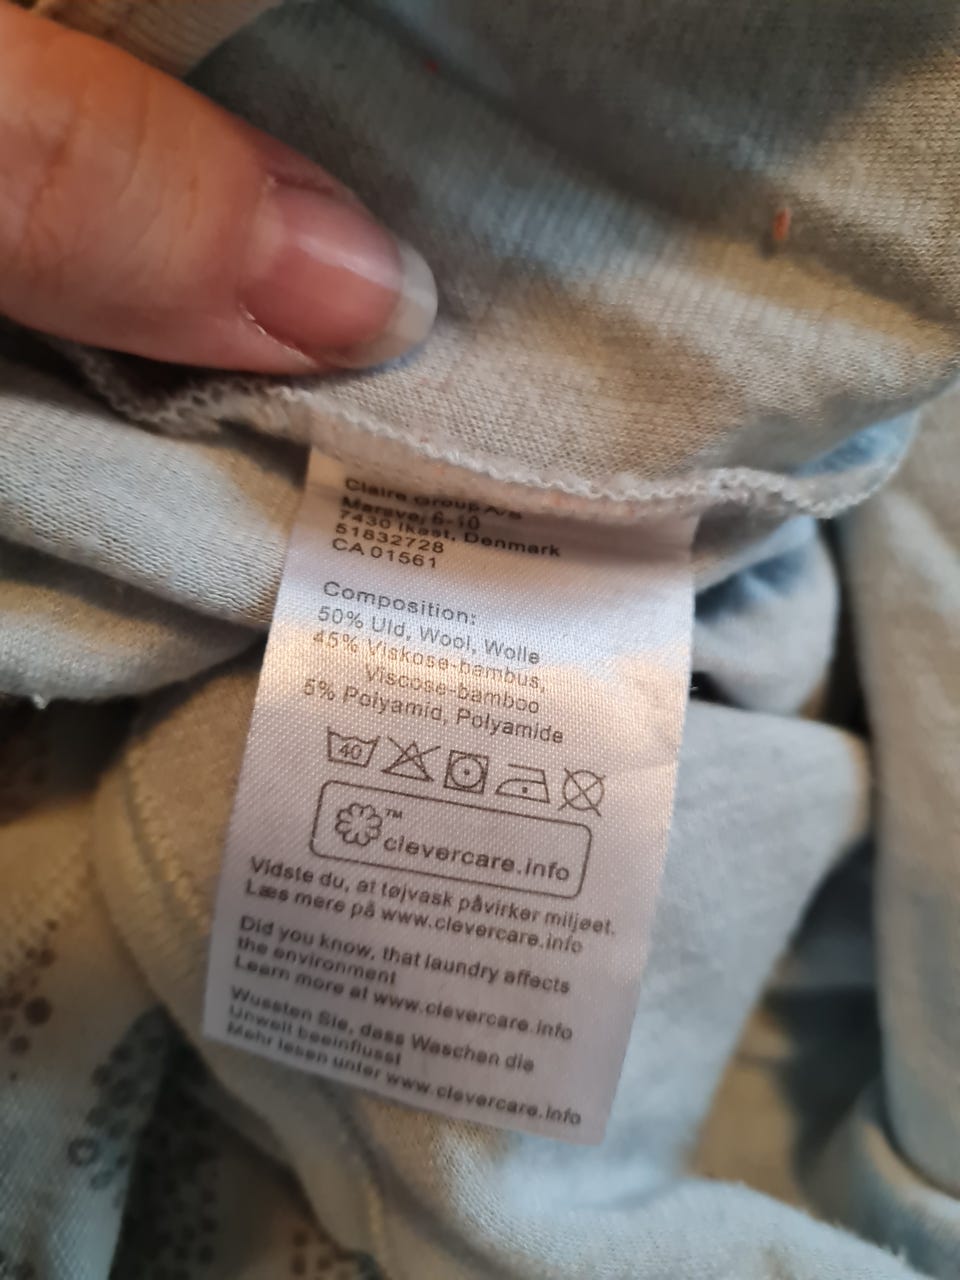 Claire Group A/S
Marsvej 6-10
7430 Ikast, Denmark
51832728
CA 01561
Composition:
50% Uld, Wool, Wolle
45% Viskose-bambus,
Viscose-bamboo
5% Polyamid, Polyamide
40
™
clevercare.info
Vidste du, at tøjvask påvirker miljøet.
Læs mere på www.clevercare.info
Did you know, that laundry affects
the environment
Learn more at www.clevercare.info
Wussten Sie, dass Waschen die
Umwelt beeinflusst
Mehr lesen unter www.clevercare.info